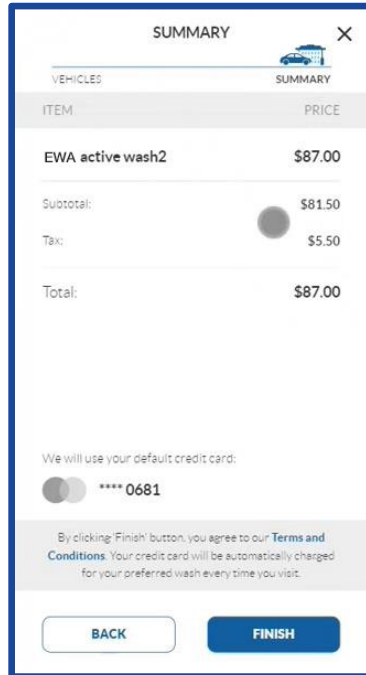 SUMMARY
VEHICLES SUMMARY
ITEM PRICE
EWA active wash2 $87.00
Subtotal: $81.50
Tax: $5.50
Total: $87.00
We will use your default credit card:
**** 0681
By clicking 'Finish' button, you agree to our Terms and
Conditions. Your credit card will be automatically charged
for your preferred wash every time you visit.
BACK FINISH